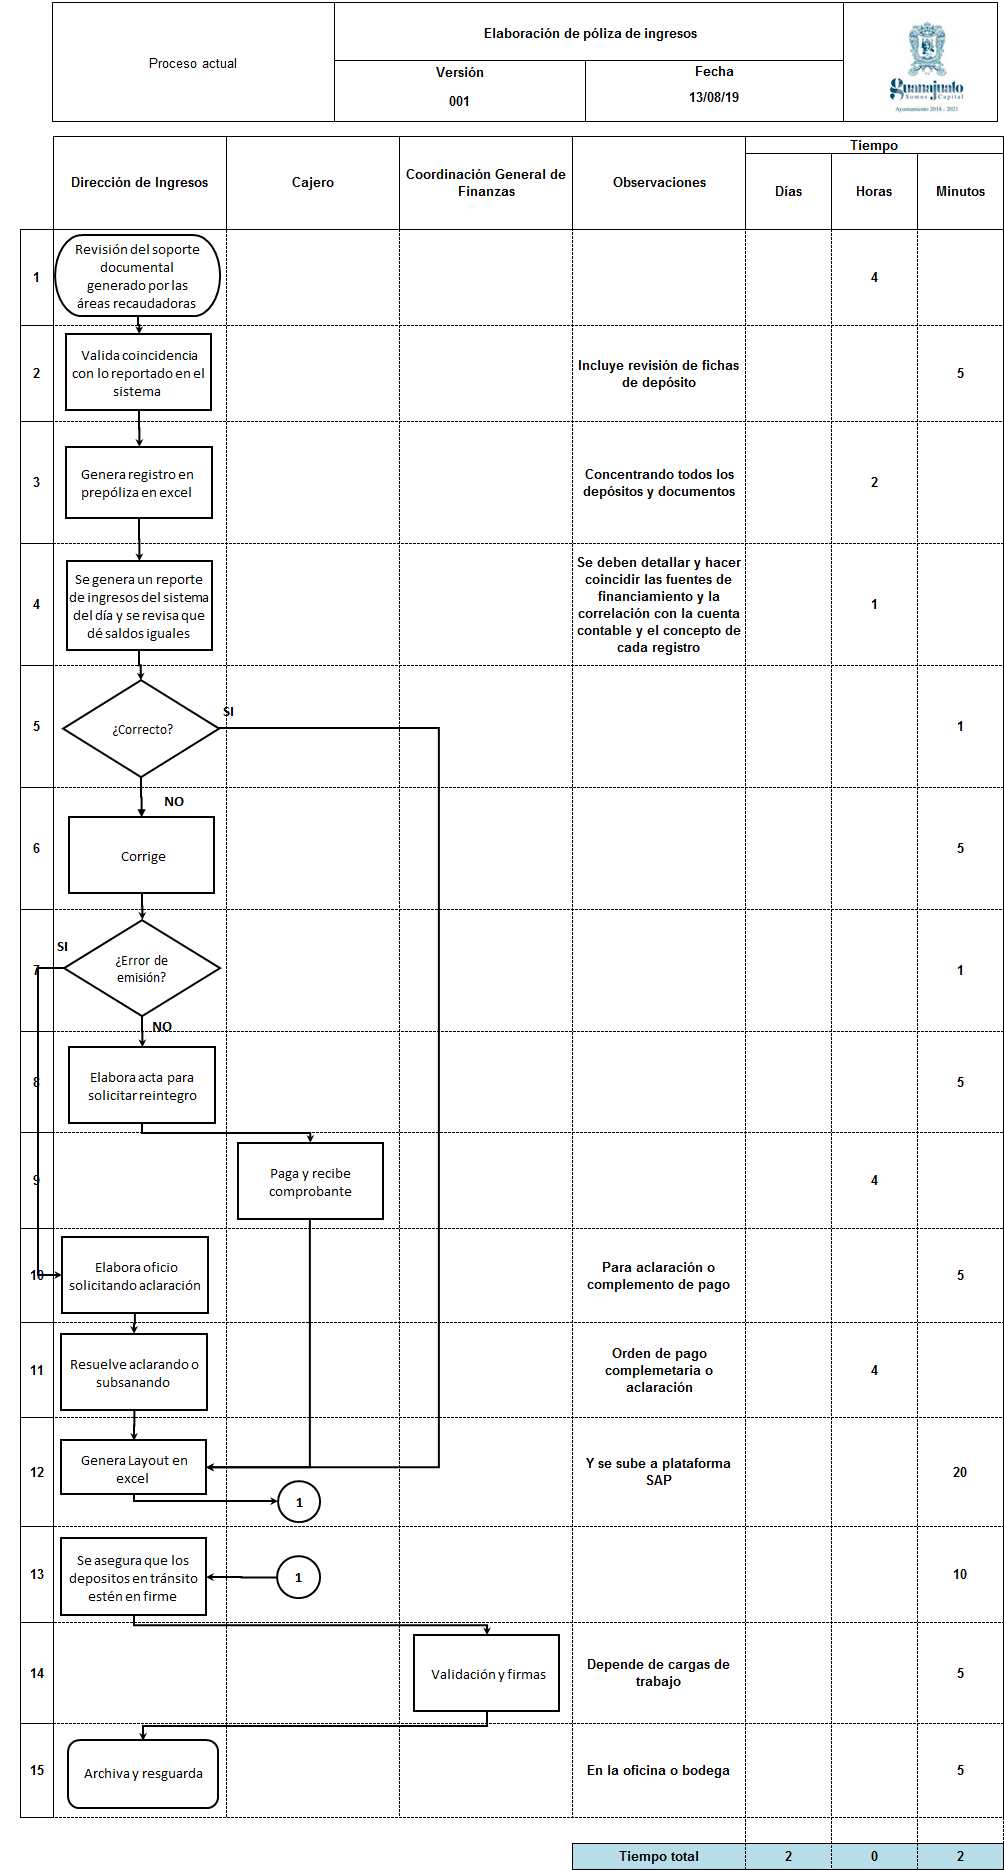 Proceso actual
Elaboración de póliza de ingresos
Versión
001
Fecha
13/08/19
Guanajuato
Somos Capital
Ayuntamiento 2018 - 2021
Dirección de Ingresos
Cajero
Coordinación General de
Finanzas
Observaciones
Tiempo
Días
Horas
Minutos
1
Revisión del soporte
documental
generado por las
áreas recaudadoras
4
2
Valida coincidencia
con lo reportado en el
sistema
Incluye revisión de fichas
de depósito
5
3
Genera registro en
prepóliza en excel
Concentrando todos los
depósitos y documentos
2
4
Se genera un reporte
de ingresos del sistema
del día y se revisa que
dé saldos iguales
Se deben detallar y hacer
coincidir las fuentes de
financiamiento y la
correlación con la cuenta
contable y el concepto de
cada registro
1
5
¿Correcto?
SI
1
NO
6
Corrige
5
SI
7
¿Error de
emisión?
1
NO
8
Elabora acta para
solicitar reintegro
5
9
Paga y recibe
comprobante
4
10
Elabora oficio
solicitando aclaración
Para aclaración o
complemento de pago
5
11
Resuelve aclarando o
subsanando
Orden de pago
complemetaria o
aclaración
4
12
Genera Layout en
excel
1
Y se sube a plataforma
SAP
20
13
Se asegura que los
depositos en tránsito
estén en firme
1
10
14
Validación y firmas
Depende de cargas de
trabajo
5
15
Archiva y resguarda
En la oficina o bodega
5
Tiempo total
2
0
2